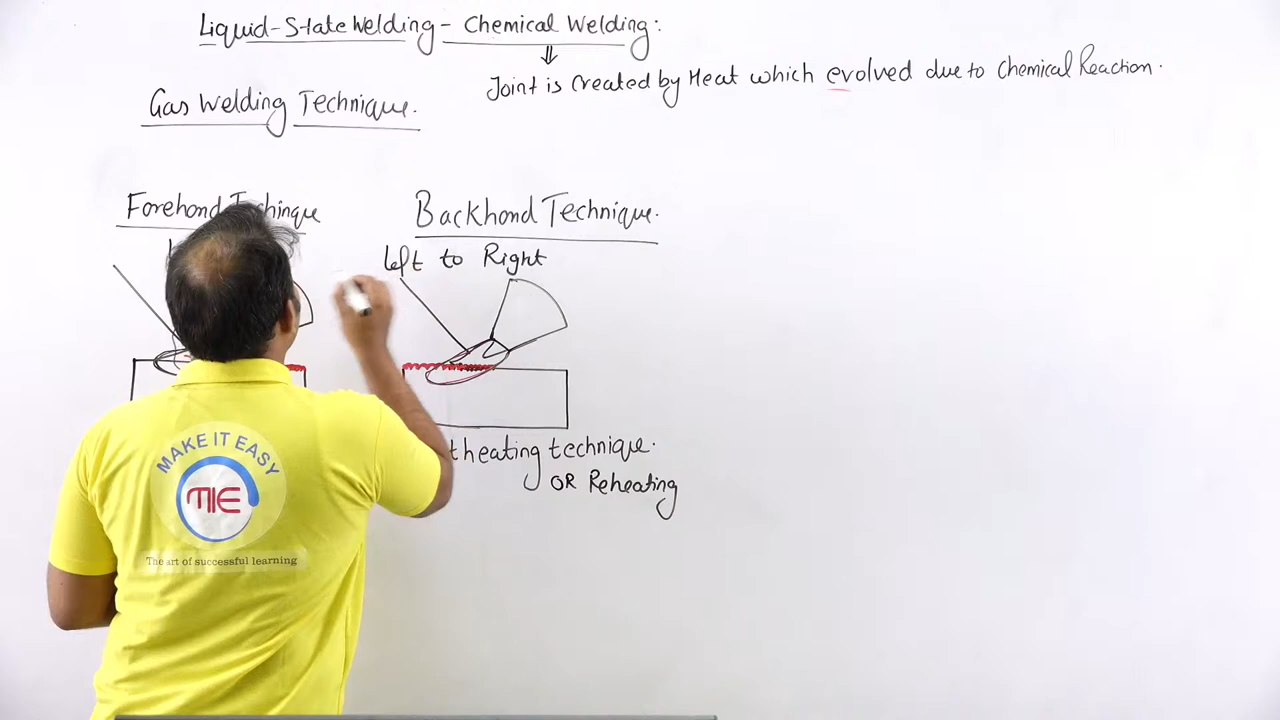 Liquid-State Welding - Chemical Welding:
⇓
Joint is created by Heat which evolved due to Chemical Reaction.
Gas Welding Technique.
Forehond
Backhond Technique.
left to Right
theating technique.
OR Reheating
MAKE IT EASY
MIE
The art of successful learning